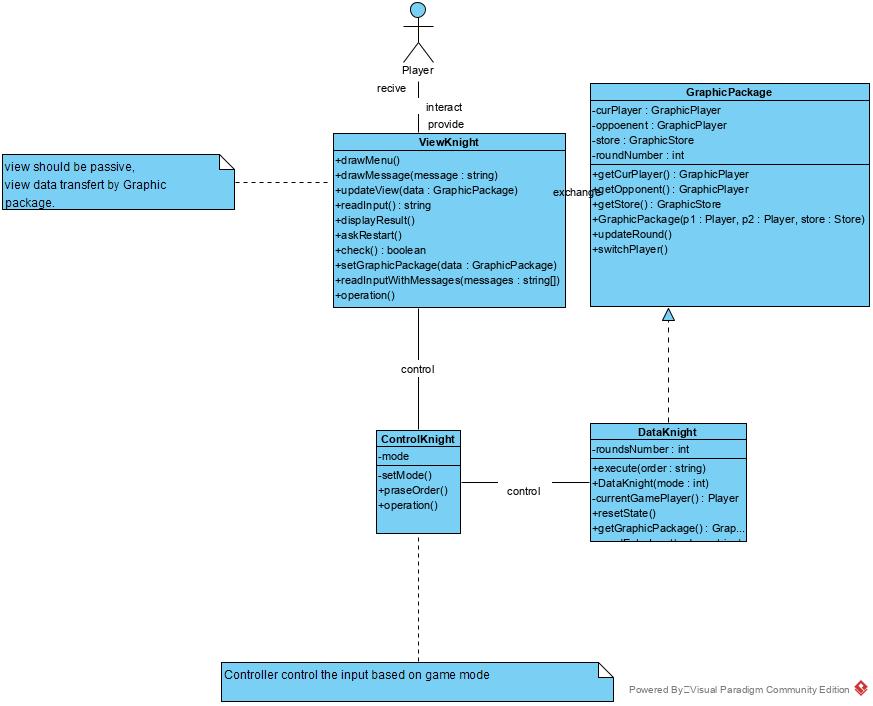 Player
recive
interact
provide
GraphicPackage
-curPlayer : GraphicPlayer
-oppoenent : GraphicPlayer
-store : GraphicStore
-roundNumber : int
+getCurPlayer() : GraphicPlayer
+getOpponent() : GraphicPlayer
+getStore() : GraphicStore
+GraphicPackage(p1 : Player, p2 : Player, store : Store)
+updateRound()
+switchPlayer()
exchange
ViewKnight
+drawMenu()
+drawMessage(message : string)
+updateView(data : GraphicPackage)
+readInput() : string
+displayResult()
+askRestart()
+check() : boolean
+setGraphicPackage(data : GraphicPackage)
+readInputWithMessages(messages : string[])
+operation()
view should be passive,
view data transfert by Graphic
package.
control
ControlKnight
-mode
-setMode()
+praseOrder()
+operation()
control
DataKnight
-roundsNumber : int
+execute(order : string)
+DataKnight(mode : int)
-currentGamePlayer() : Player
+resetState()
+getGraphicPackage() : Grap...
Controller control the input based on game mode
Powered By Visual Paradigm Community Edition